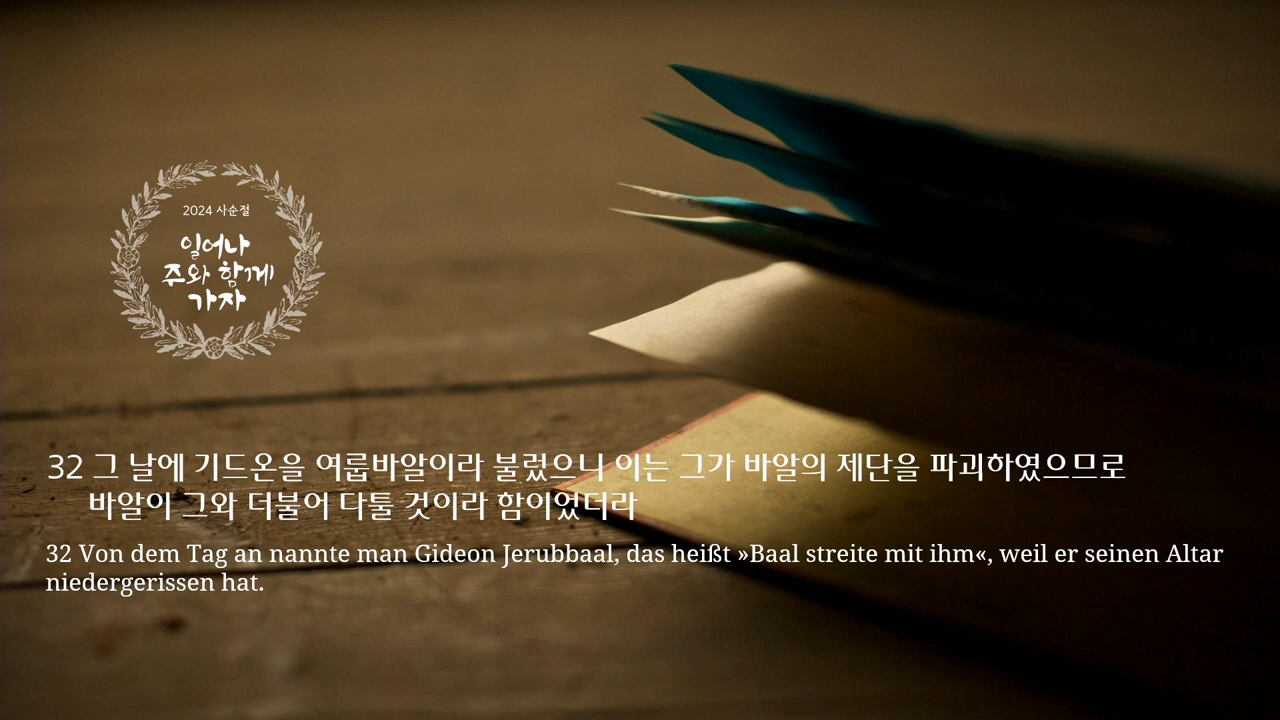 2024 사순절
일어나
주와 함께
가자
32 그 날에 기드온을 여룹바알이라 불렀으니 이는 그가 바알의 제단을 파괴하였으므로
바알이 그와 더불어 다툴 것이라 함이었더라
32 Von dem Tag an nannte man Gideon Jerubbaal, das heißt »Baal streite mit ihm«, weil er seinen Altar
niedergerissen hat.